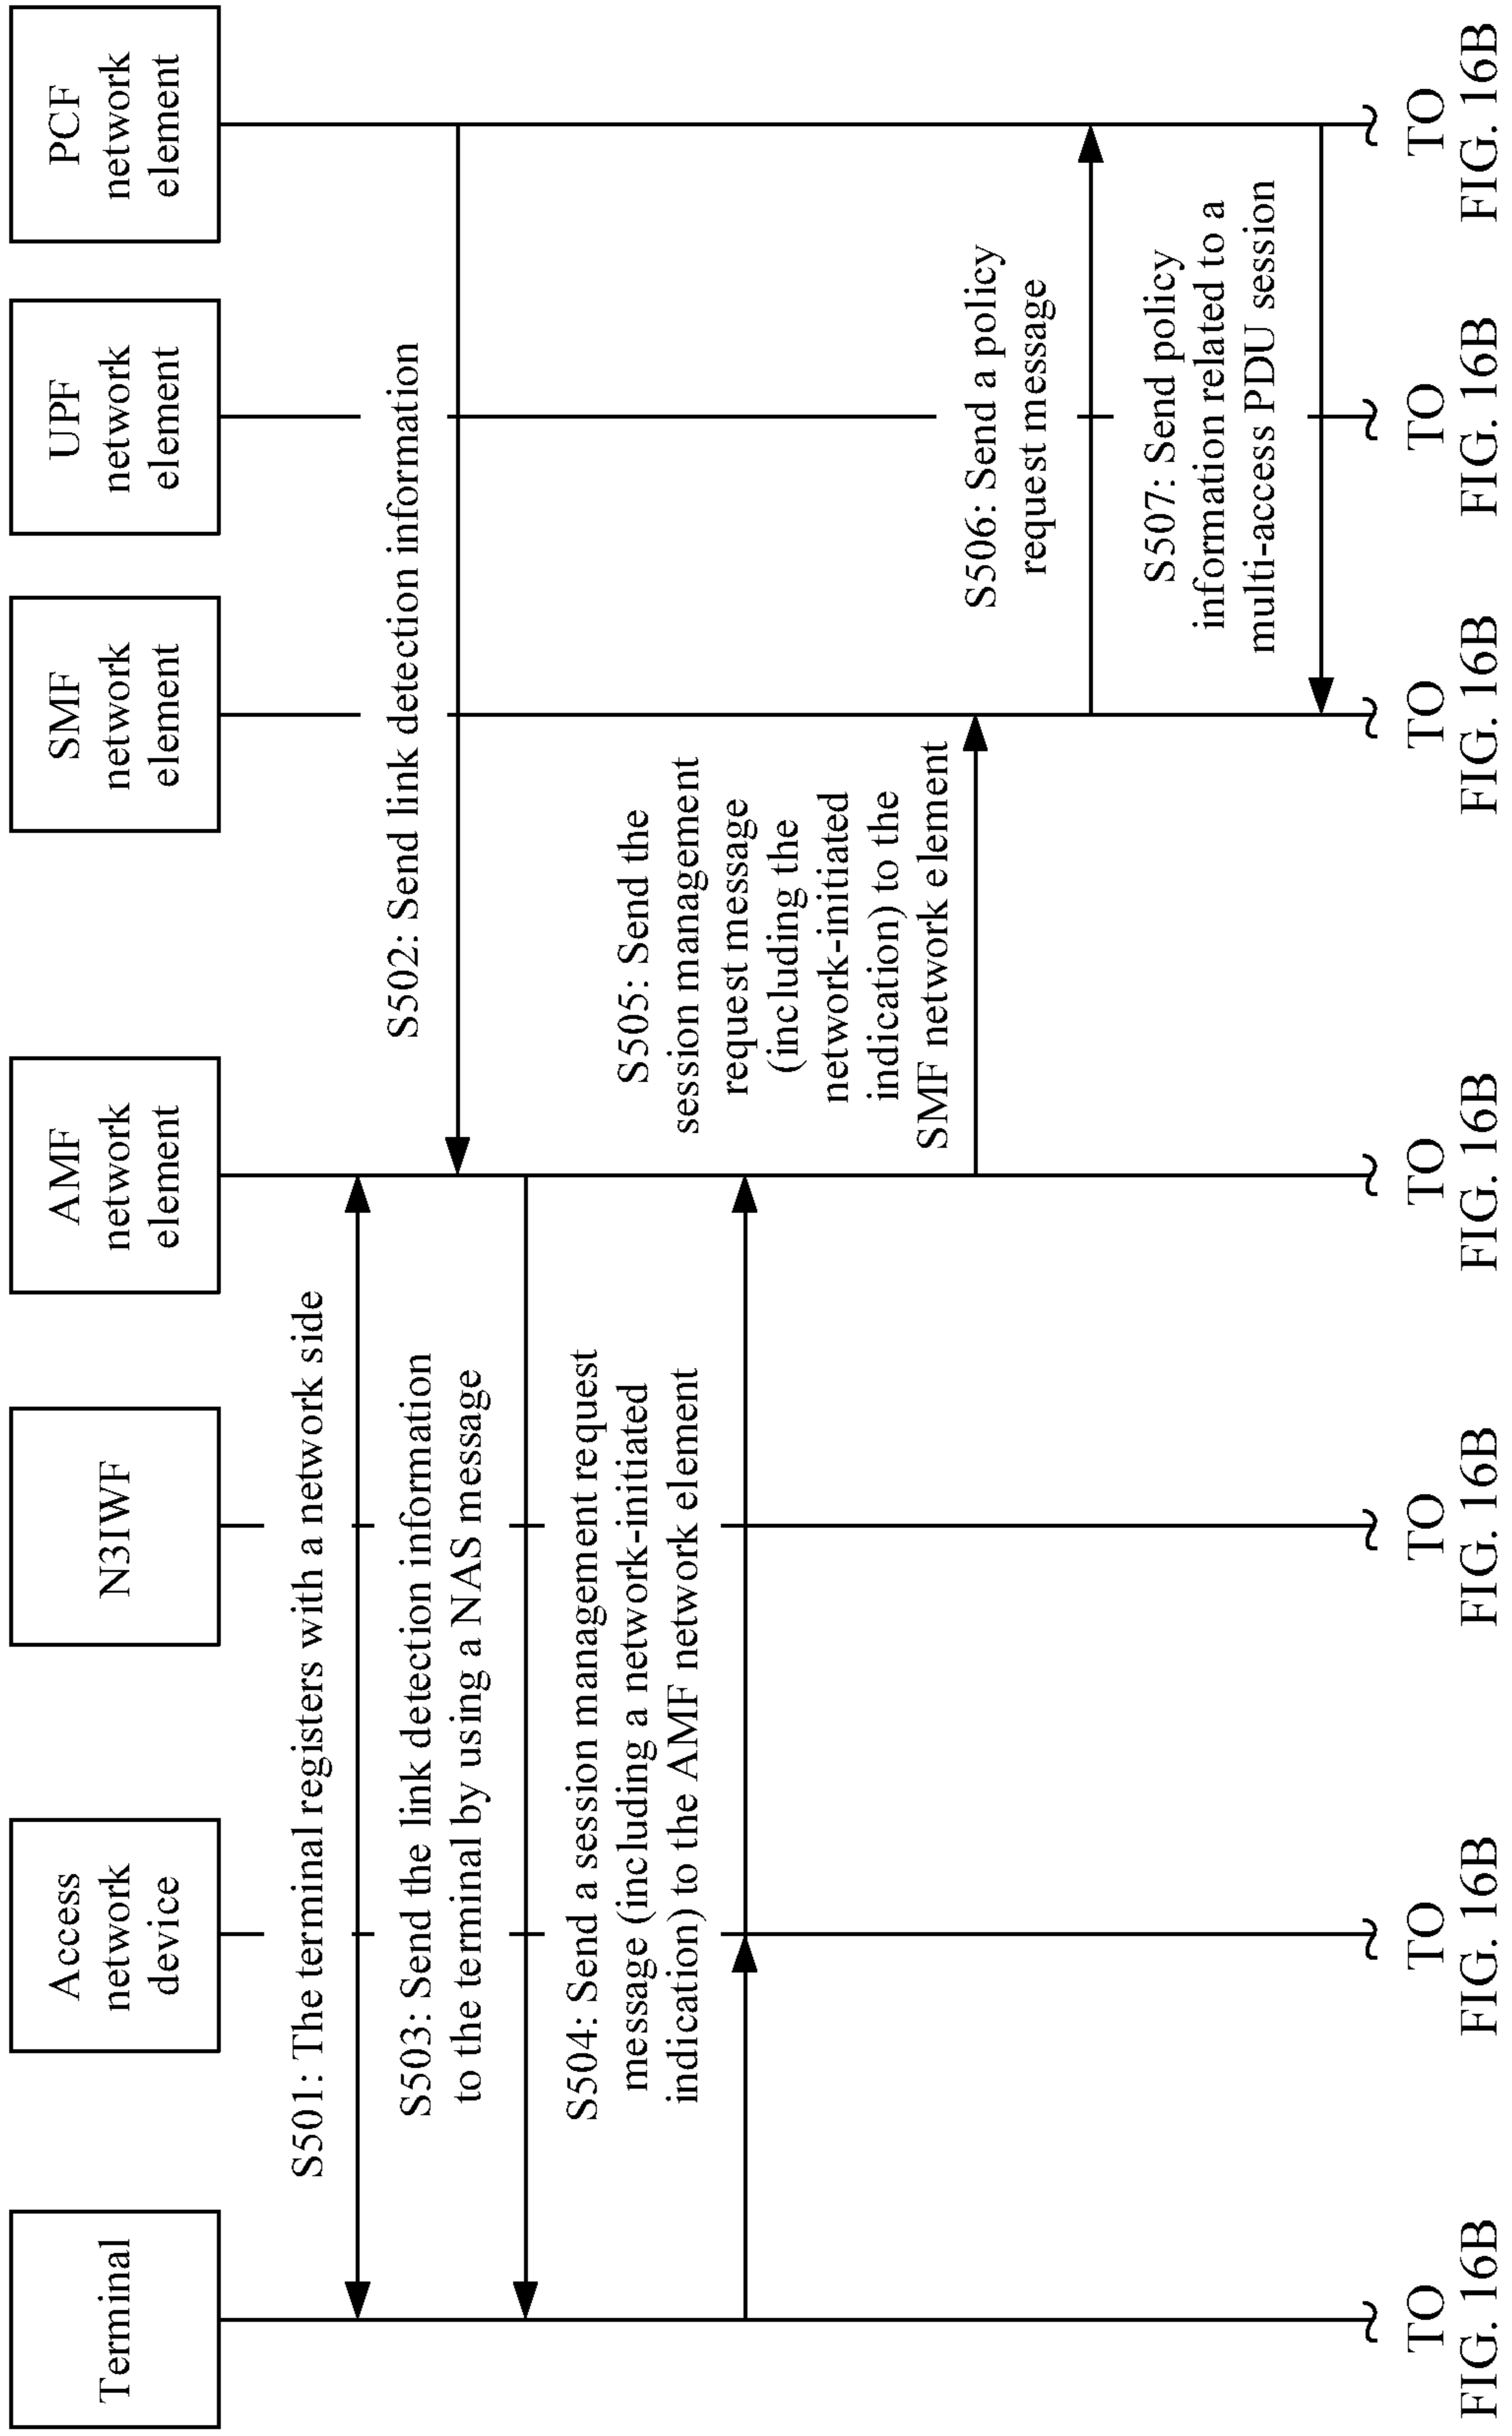 Terminal
Access
network
device
N3IWF
AMF
network
element
SMF
network
element
UPF
network
element
PCF
network
element
S501: The terminal registers with a network side
S502: Send link detection information
S503: Send the link detection information
to the terminal by using a NAS message
S504: Send a session management request
message (including a network-initiated
indication) to the AMF network element
S505: Send the
session management
request message
(including the
network-initiated
indication) to the
SMF network element
S506: Send a policy
request message
S507: Send policy
information related to a
multi-access PDU session
TO
FIG. 16B
TO
FIG. 16B
TO
FIG. 16B
TO
FIG. 16B
TO
FIG. 16B
TO
FIG. 16B
TO
FIG. 16B